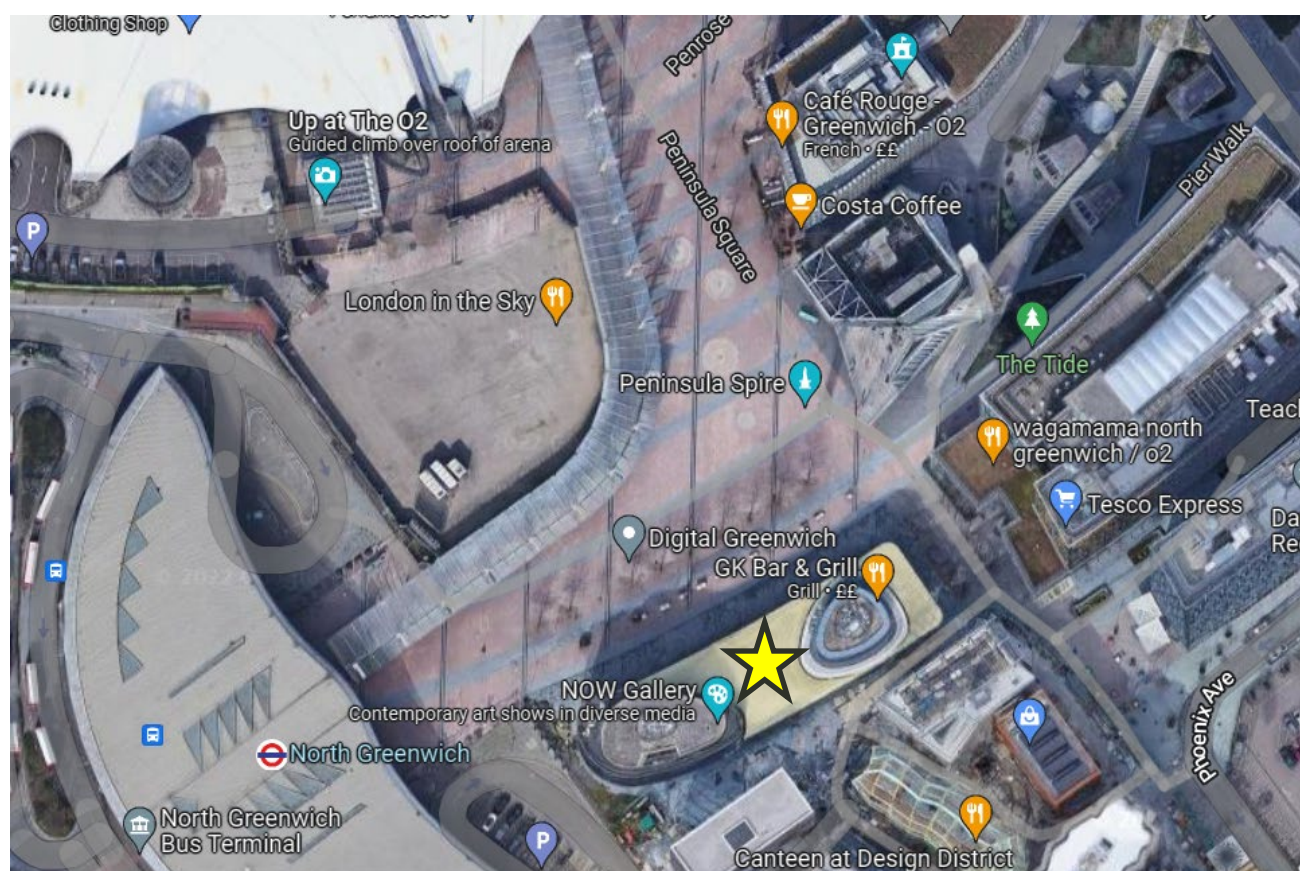 Clothing Shop
Penrose
Up at The O2
Guided climb over roof of arena
Café Rouge -
Greenwich - O2
French • ££
Peninsula Square
Pier Walk
P
Costa Coffee
London in the Sky
The Tide
Peninsula Spire
Teac
wagamama north
greenwich / o2
Tesco Express
Da
Re
Digital Greenwich
GK Bar & Grill
Grill • ££
NOW Gallery
Contemporary art shows in diverse media
Phoenix Ave
North Greenwich
North Greenwich
Bus Terminal
P
Canteen at Design District